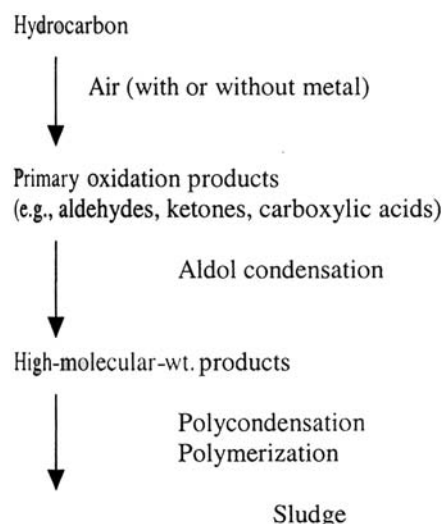 Hydrocarbon
Air (with or without metal)
Primary oxidation products
(e.g., aldehydes, ketones, carboxylic acids)
Aldol condensation
High-molecular-wt. products
Polycondensation
Polymerization
Sludge